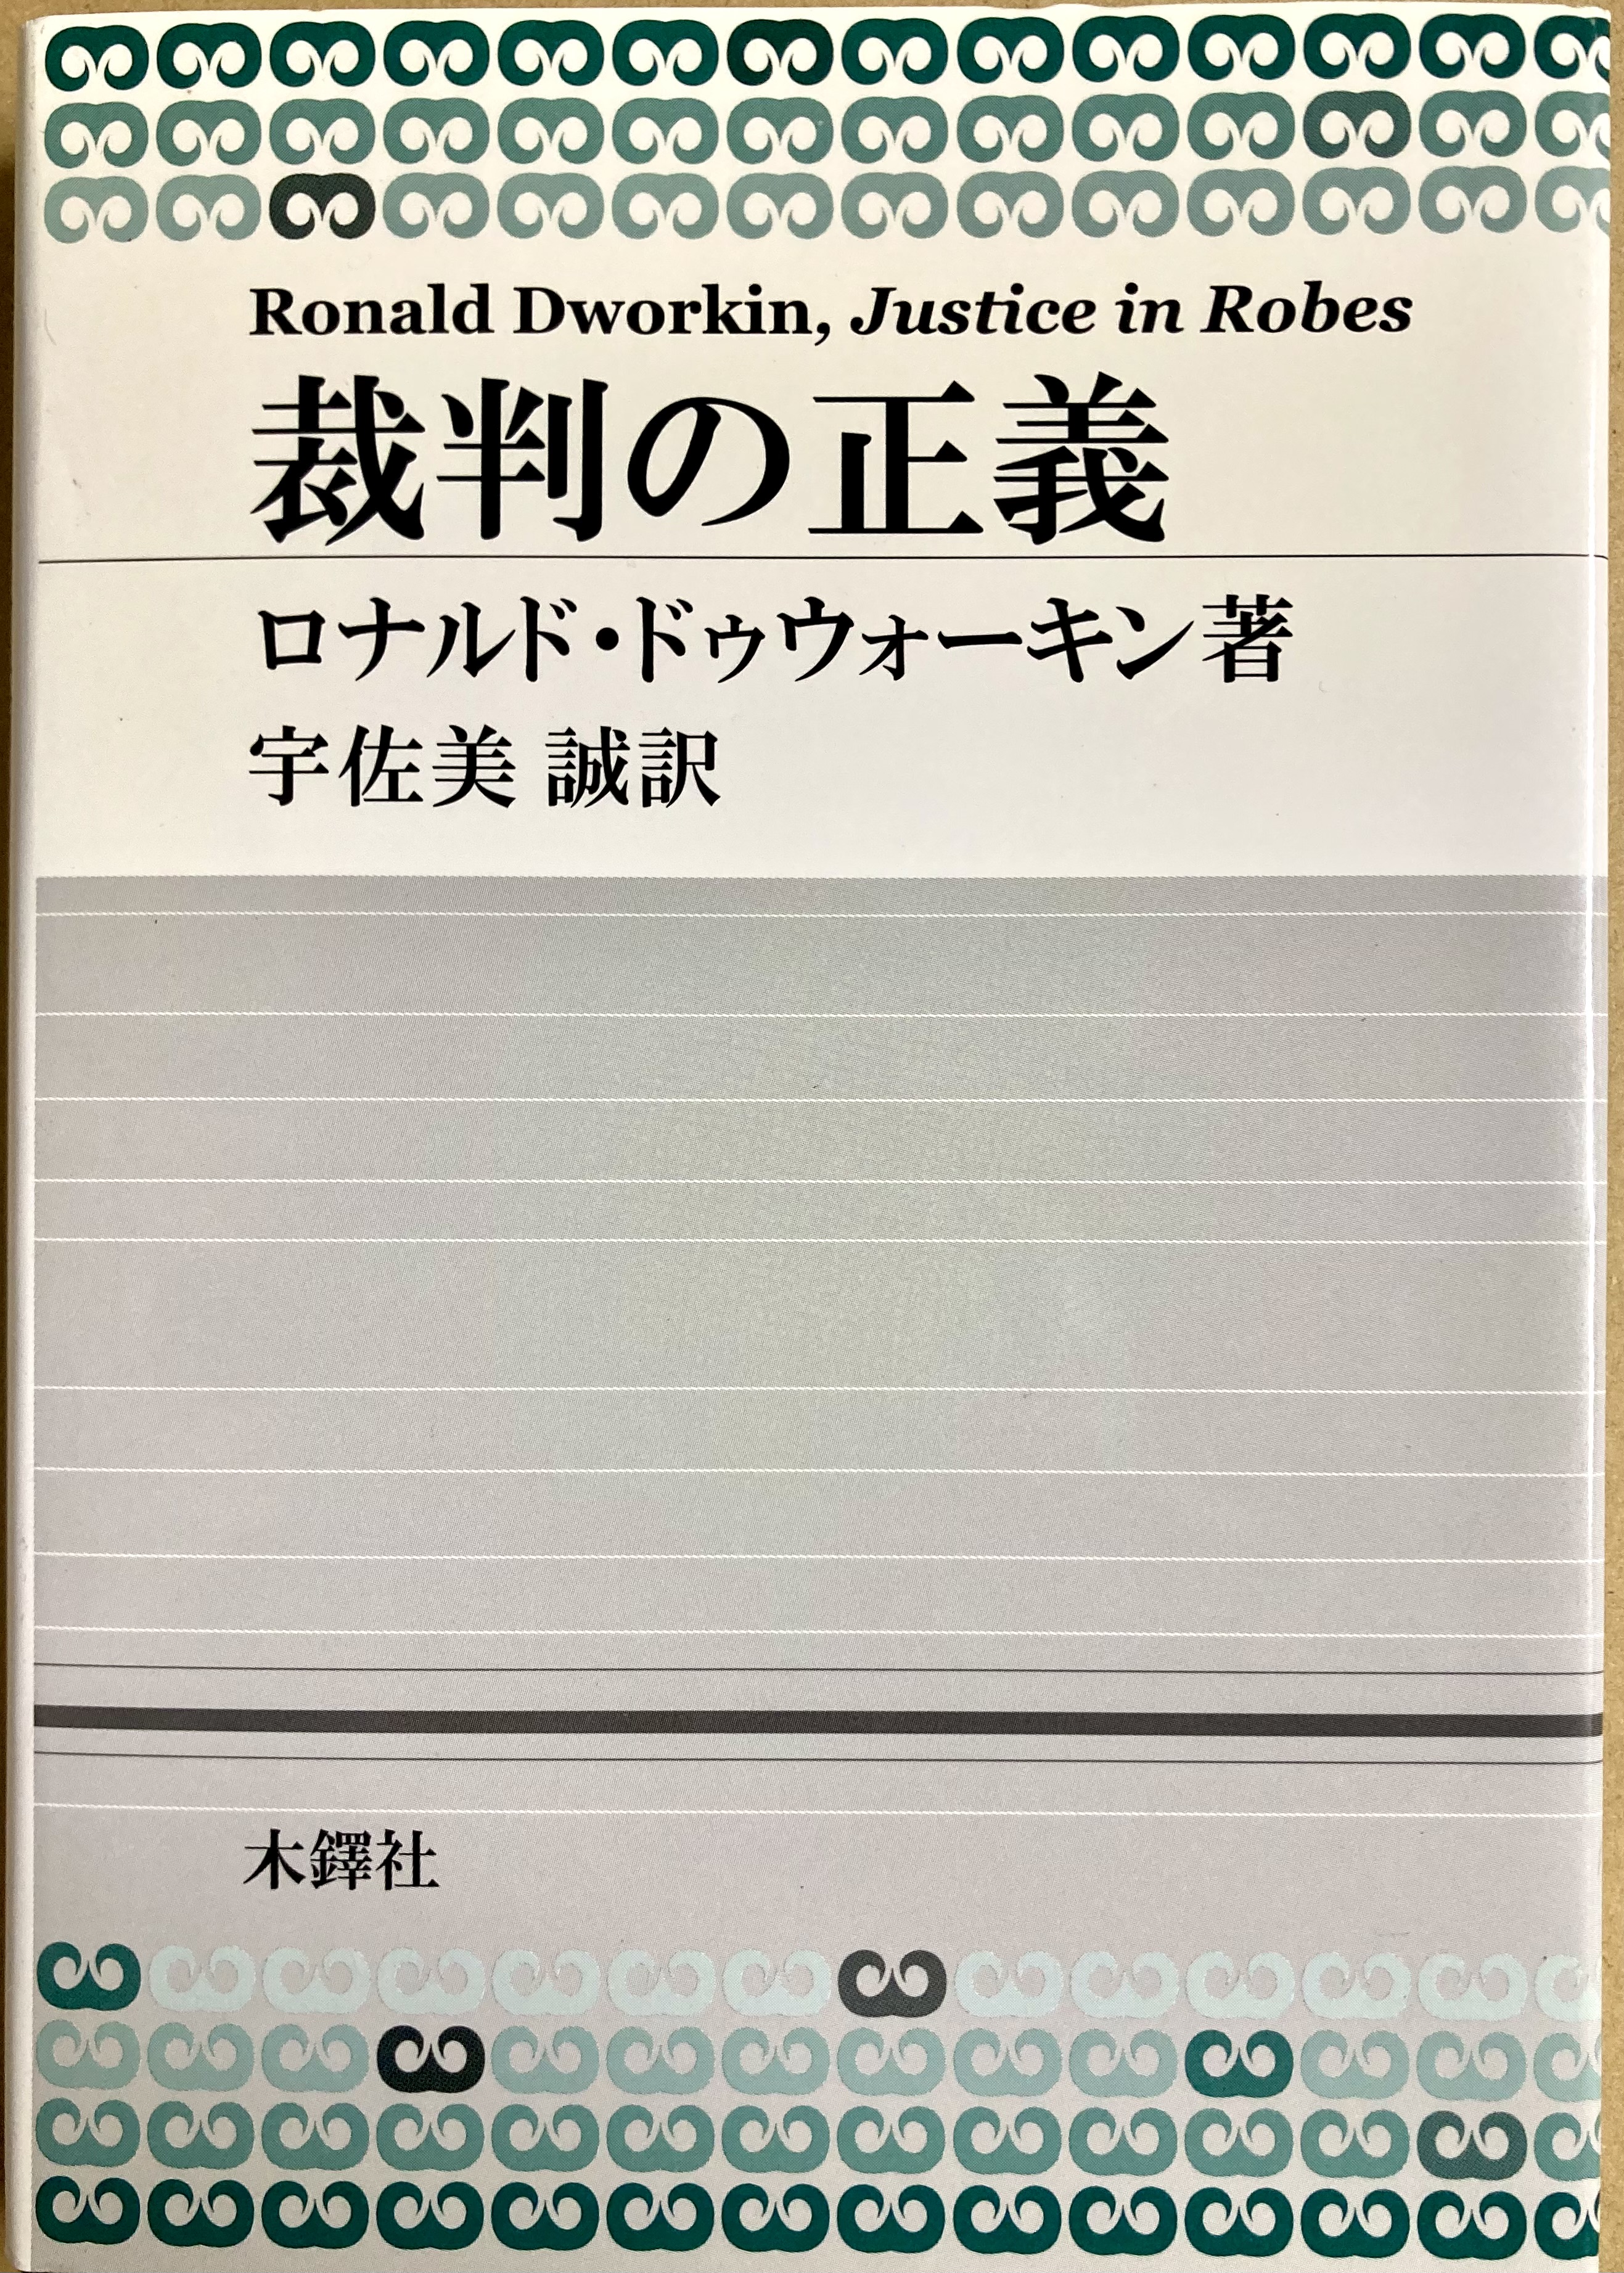 Ronald Dworkin, Justice in Robes
裁判の正義
ロナルド・ドゥウォーキン著
宇佐美 誠訳
木鐸社